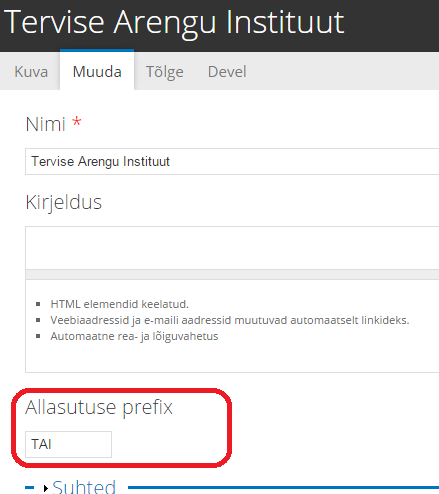 Tervise Arengu Instituut
Kuva Muuda Tõlge Devel
Nimi *
Tervise Arengu Instituut
Kirjeldus
HTML elemendid keelatud.
Veebiaadressid ja e-maili aadressid muutuvad automaatselt linkideks.
Automaatne rea- ja lõiguvahetus
Allasutuse prefix
TAI
Suhted